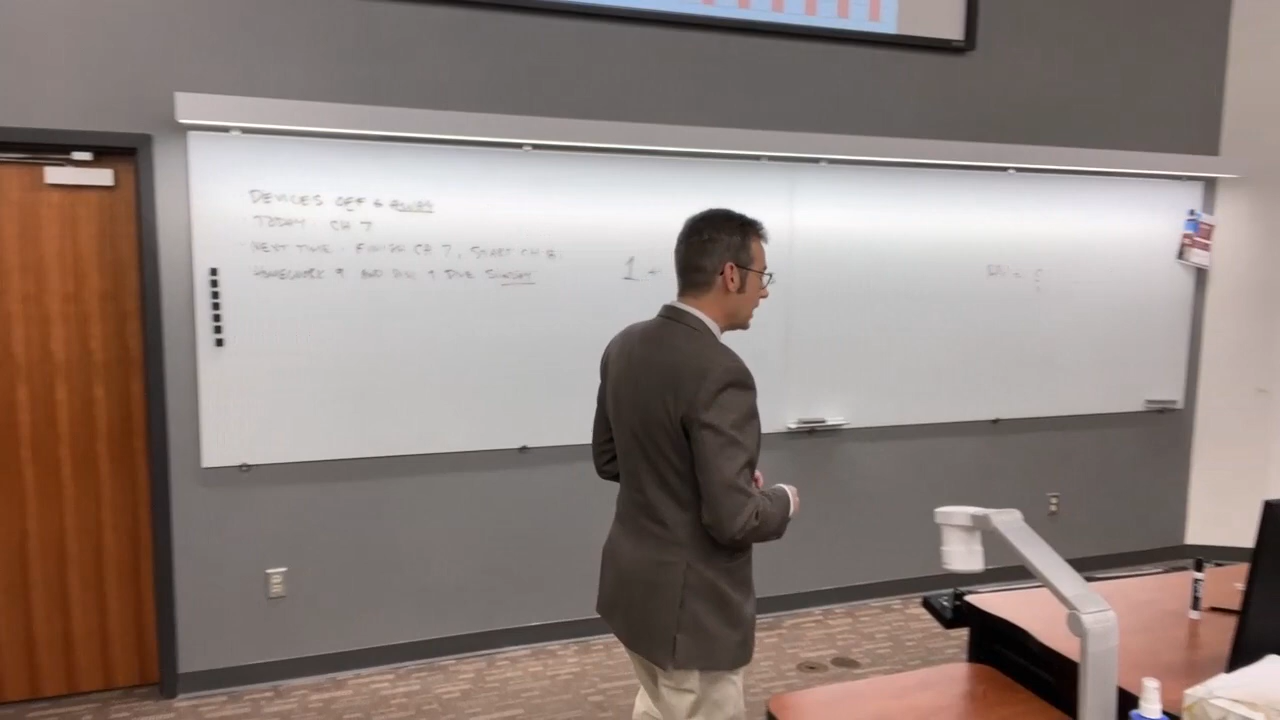 DEVICES OFF & AWAY
TODAY CH 7
NEXT TIME: FINISH CH 7, START CH 8.
HOMEWORK 9 AND 9 DUE SUNDAY
1 +